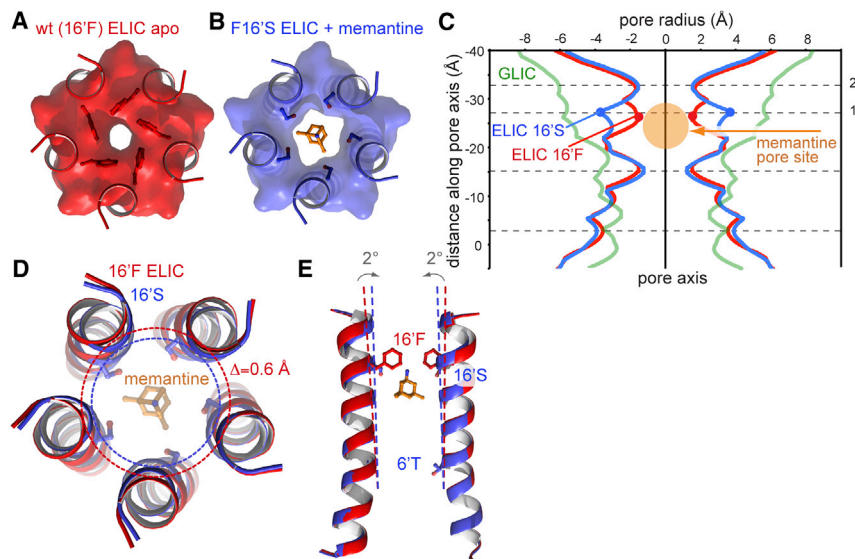 A
wt (16'F) ELIC apo
B
F16'S ELIC + memantine
C
pore radius (Å)
-8 -6 -4 -2 0 2 4 6 8
distance along pore axis (Å)
-40
-30
-20
-10
0
GLIC
ELIC 16'S
ELIC 16'F
memantine
pore site
2
1
pore axis
D
16'F ELIC
16'S
memantine
Δ=0.6 Å
E
2° 2°
16'F
16'S
6'T